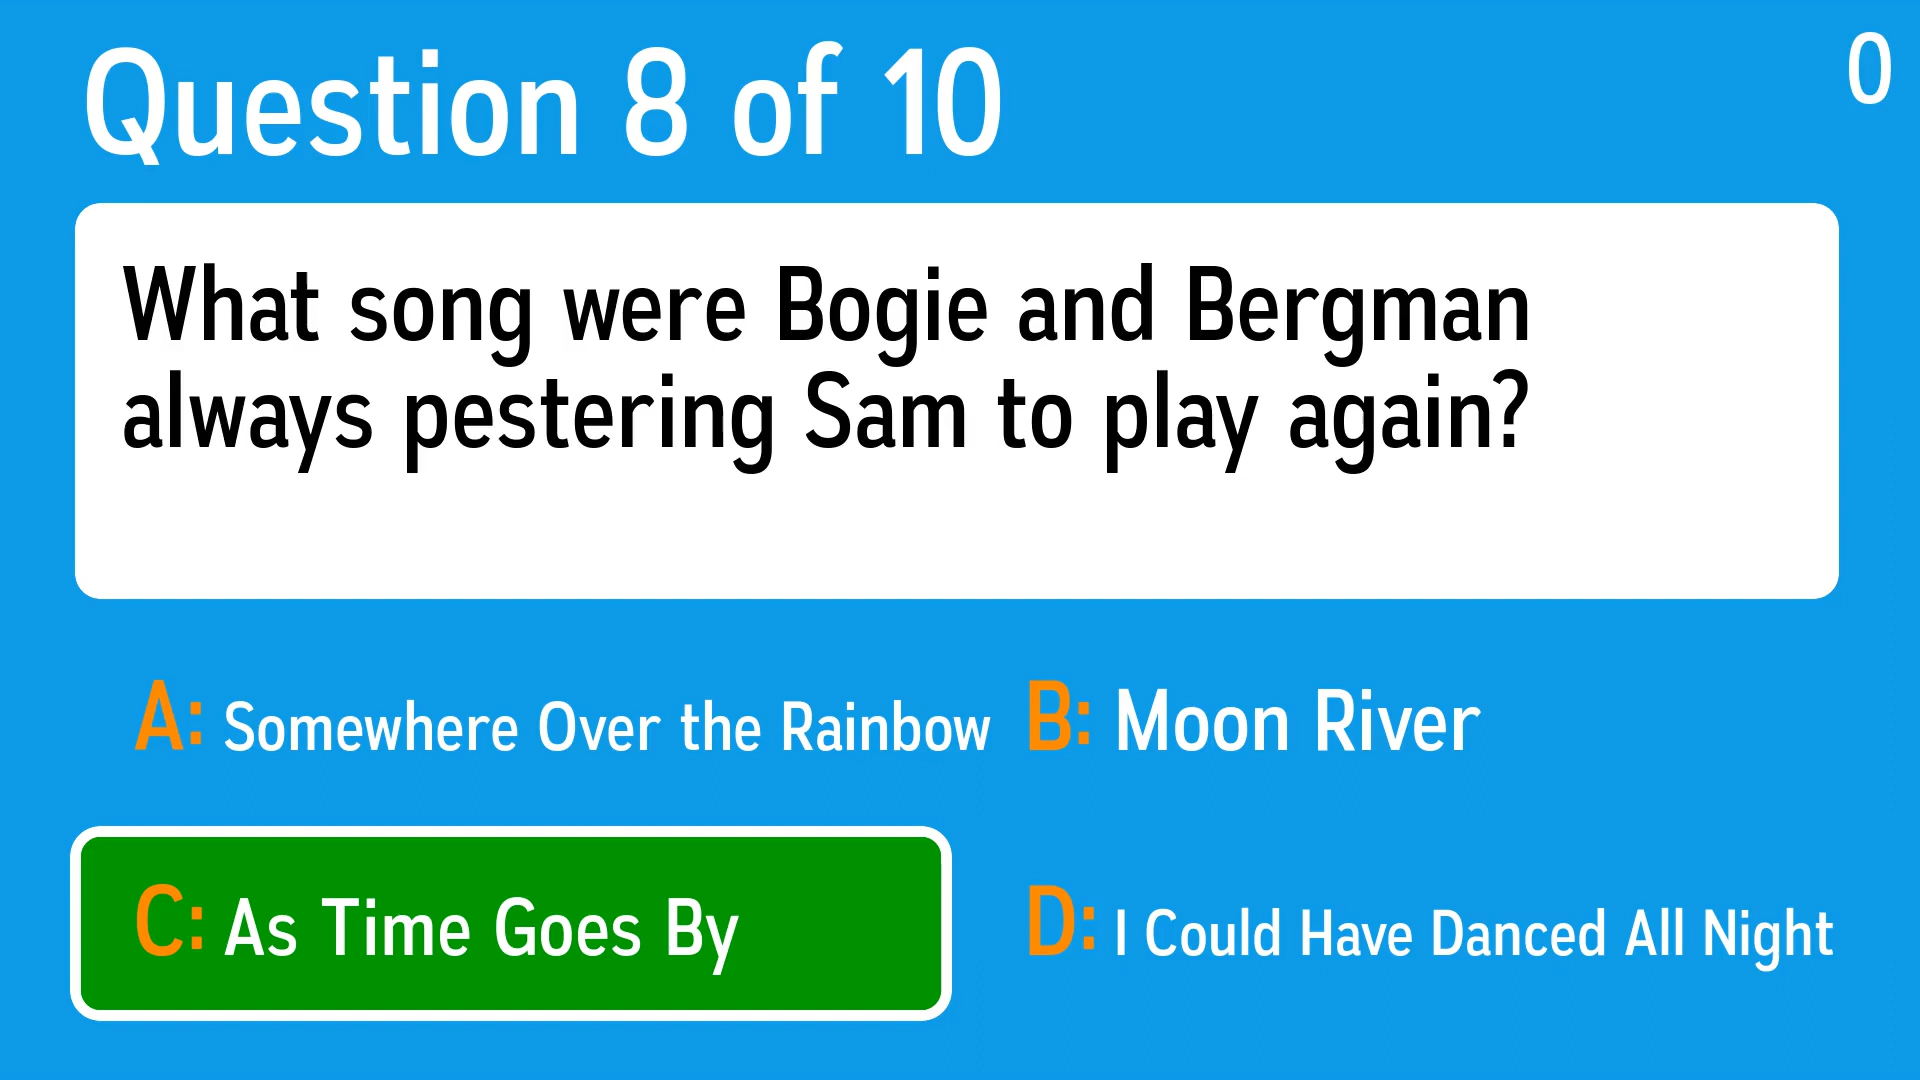 Question 8 of 10
0
What song were Bogie and Bergman
always pestering Sam to play again?
A: Somewhere Over the Rainbow
B: Moon River
C: As Time Goes By
D: I Could Have Danced All Night